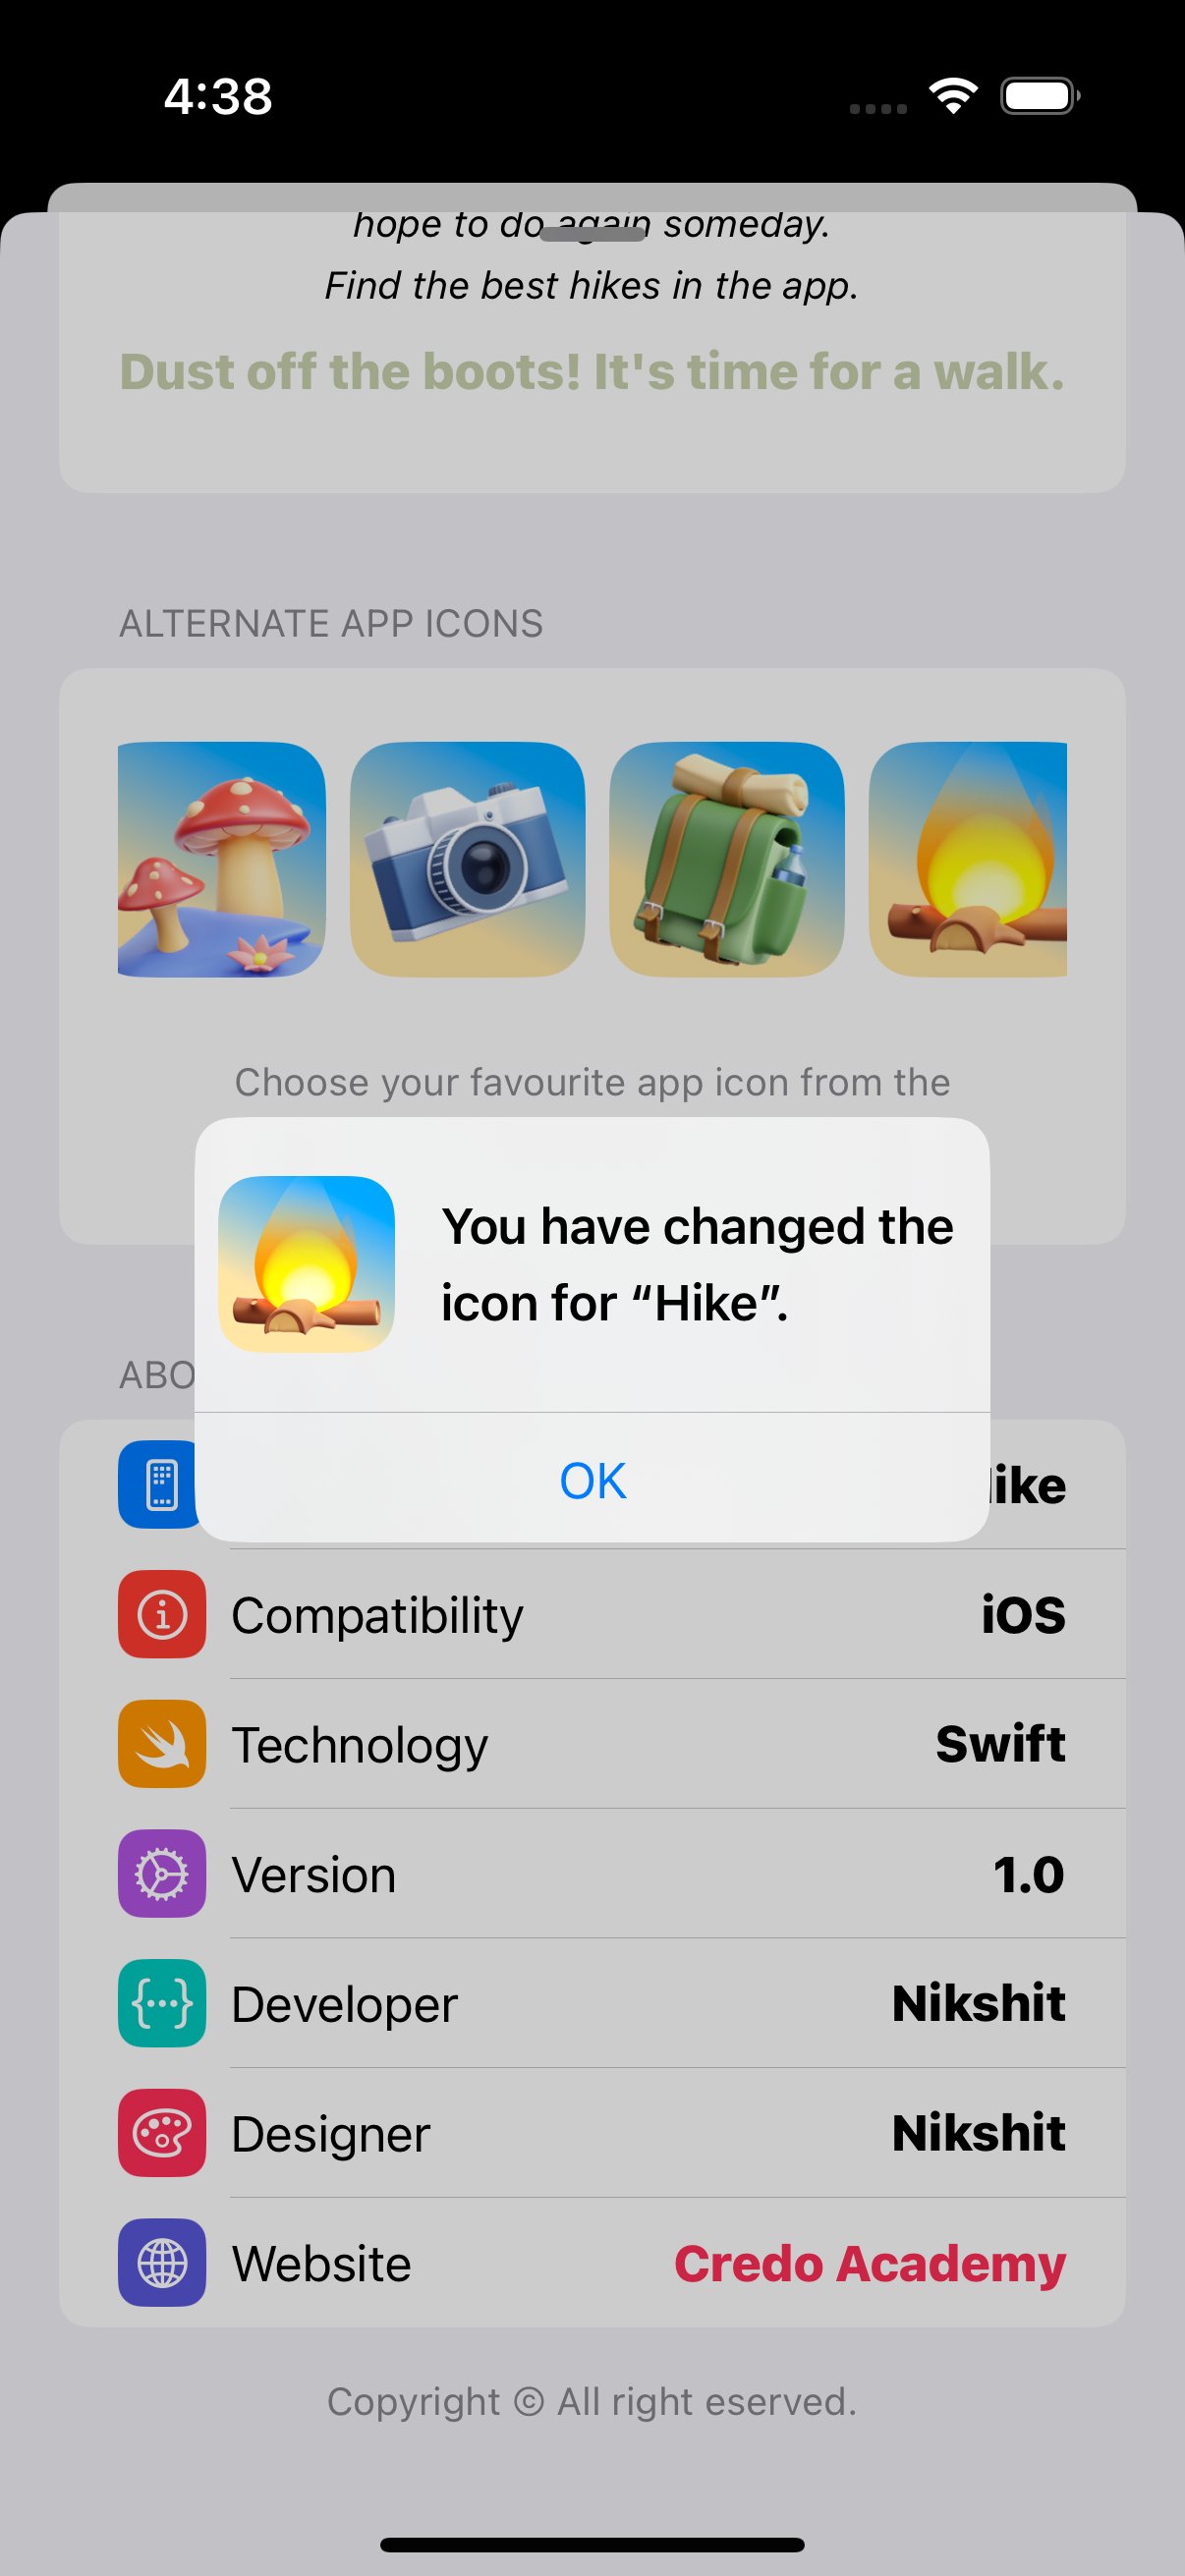 4:38
hope to do again someday.
Find the best hikes in the app.
Dust off the boots! It's time for a walk.
ALTERNATE APP ICONS
Choose your favourite app icon from the
You have changed the
icon for “Hike”.
OK
Compatibility iOS
Technology Swift
Version 1.0
Developer Nikshit
Designer Nikshit
Website Credo Academy
Copyright © All right eserved.